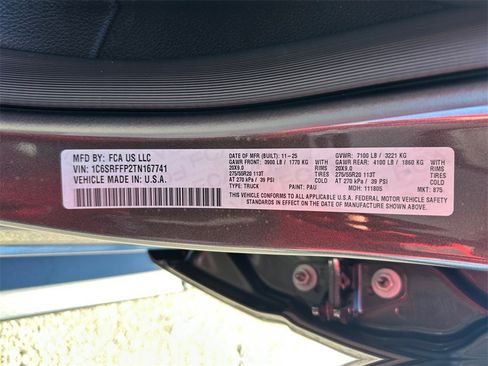 MFD BY: FCA US LLC
VIN: 1C6SRFFP2TN167741
VEHICLE MADE IN U.S.A.
DATE OF MFR (BUILT): 11-25 GVWR: 7100 LB / 3221 KG
GAWR FRONT: 3900 LB / 1770 KG GAWR REAR: 4100 LB / 1860 KG
20X9.0 RIMS 20X9.0 RIMS
275/55R20 113T TIRES 275/55R20 113T TIRES
AT 270 kPa / 39 PSI COLD AT 270 kPa / 39 PSI COLD
TYPE: TRUCK PAINT: PAU MDH: 111805 MKT: 875
THIS VEHICLE CONFORMS TO ALL APPLICABLE U.S.A. FEDERAL MOTOR VEHICLE SAFETY
STANDARDS IN EFFECT ON THE DATE OF MANUFACTURE SHOWN ABOVE.